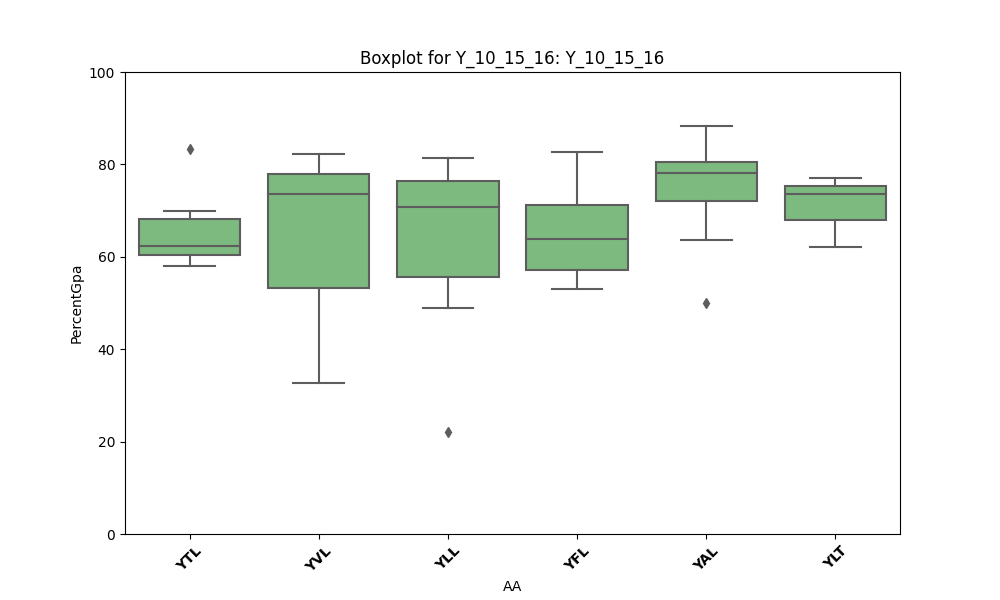 Boxplot for Y_10_15_16: Y_10_15_16
100
80
60
40
20
0
PercentGpa
YTL
YVL
YLL
YFL
YAL
YLT
AA